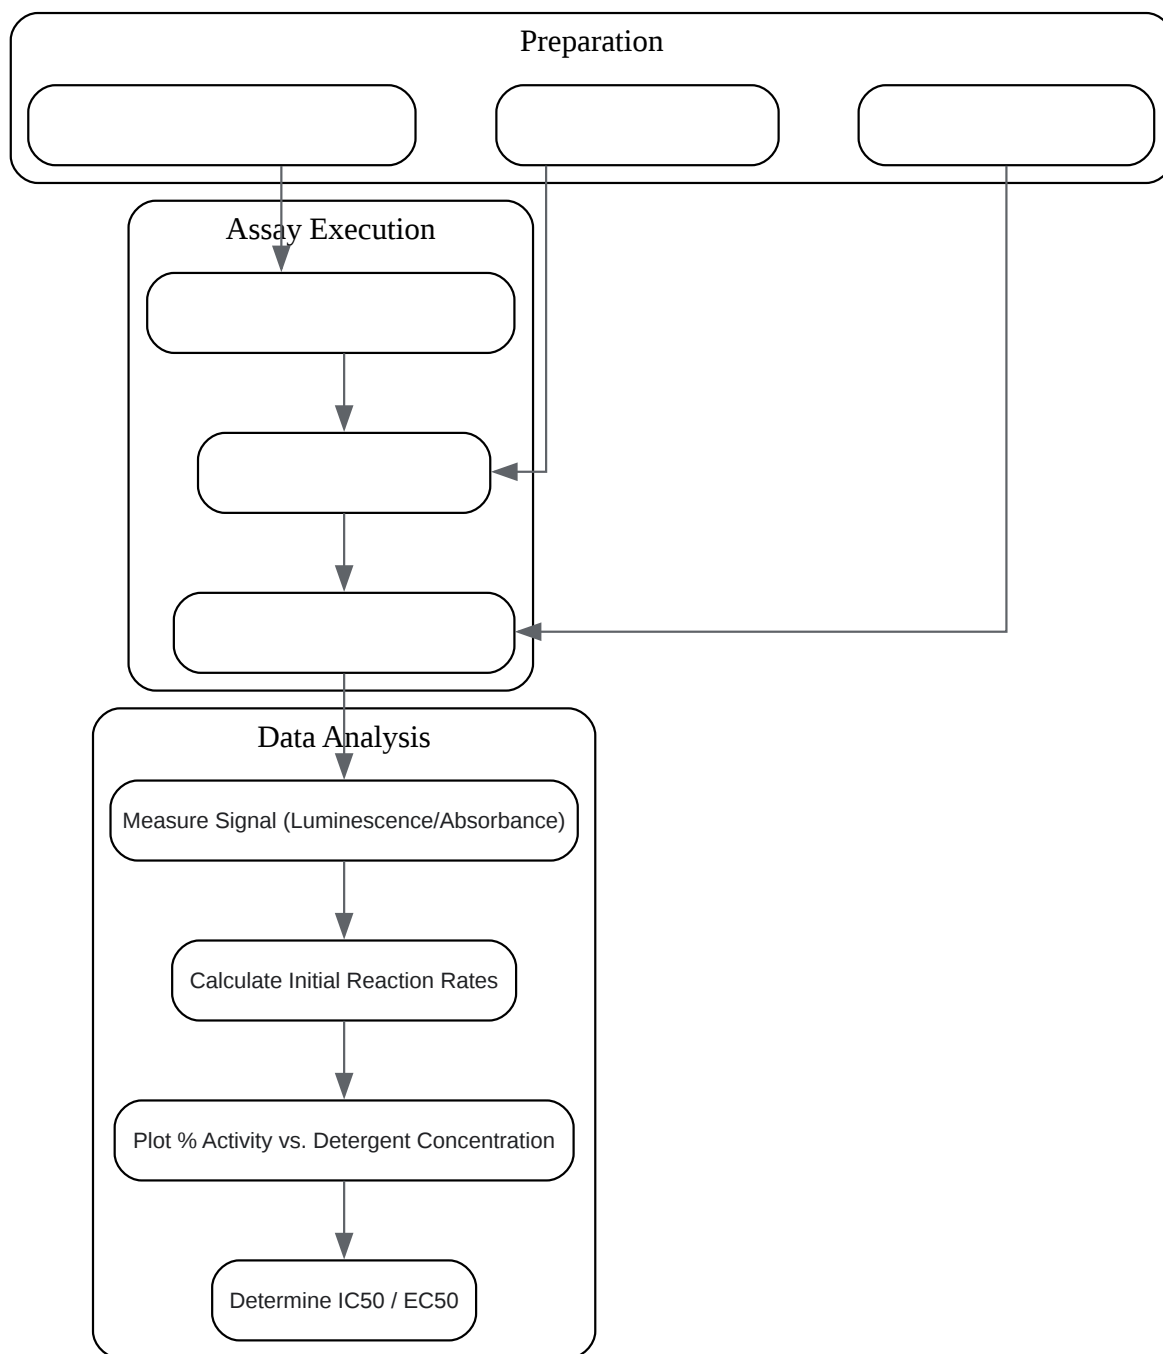 Preparation
Assay Execution
Data Analysis
Measure Signal (Luminescence/Absorbance)
Calculate Initial Reaction Rates
Plot % Activity vs. Detergent Concentration
Determine IC50 / EC50